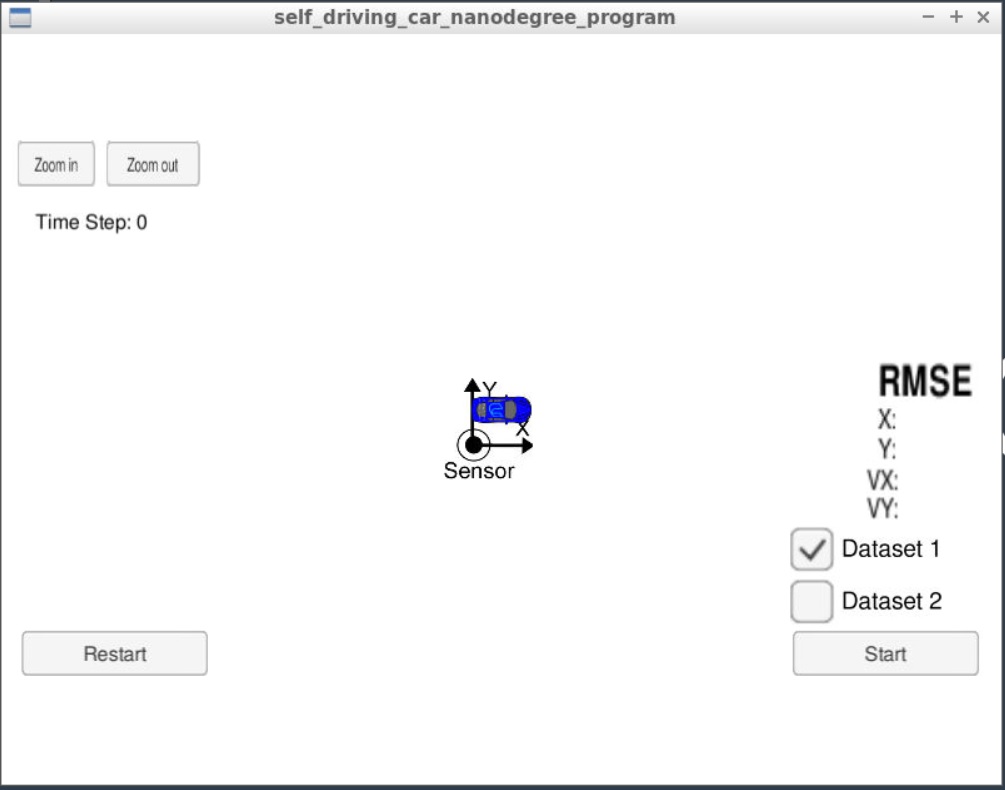 self_driving_car_nanodegree_program
Zoom in
Zoom out
Time Step: 0
RMSE
X:
Y:
VX:
VY:
Y
X
Sensor
Dataset 1
Dataset 2
Restart
Start